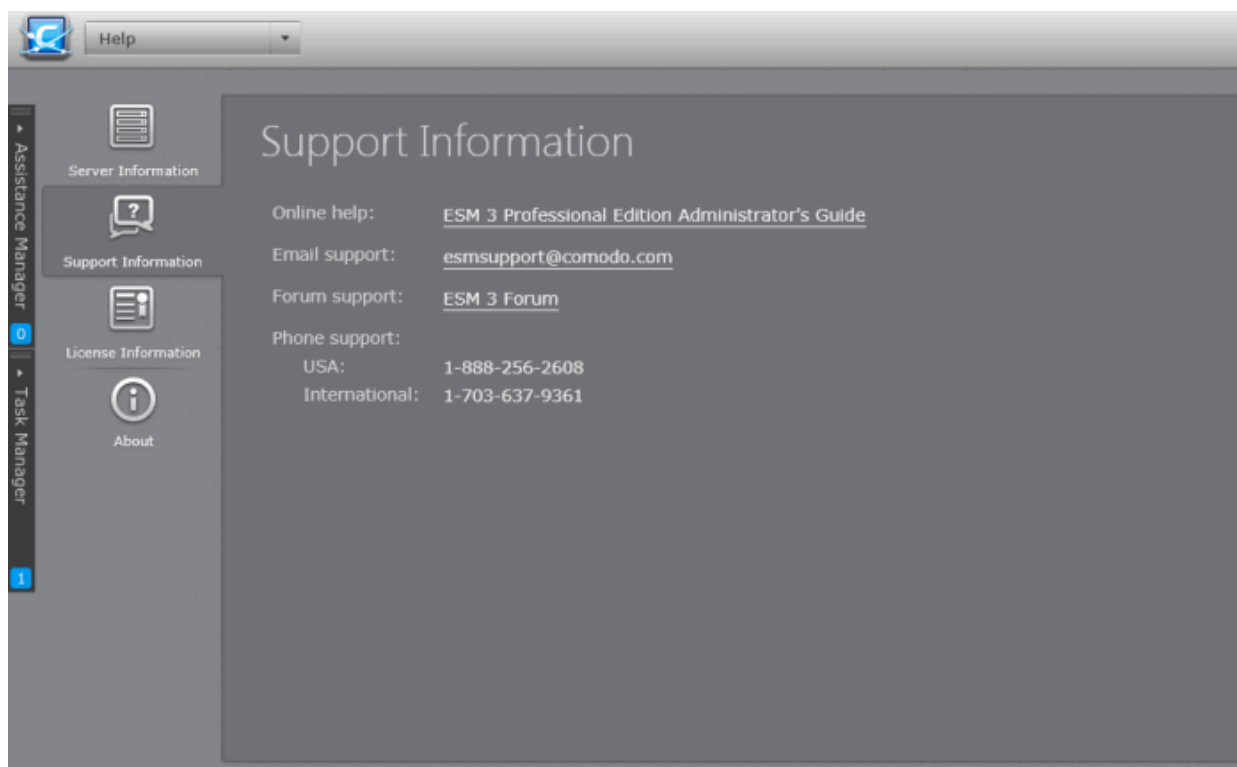 Help
Support Information
Assistance Manager
0
Task Manager
1
Server Information
Support Information
License Information
About
Online help: ESM 3 Professional Edition Administrator's Guide
Email support: esmsupport@comodo.com
Forum support: ESM 3 Forum
Phone support:
USA: 1-888-256-2608
International: 1-703-637-9361